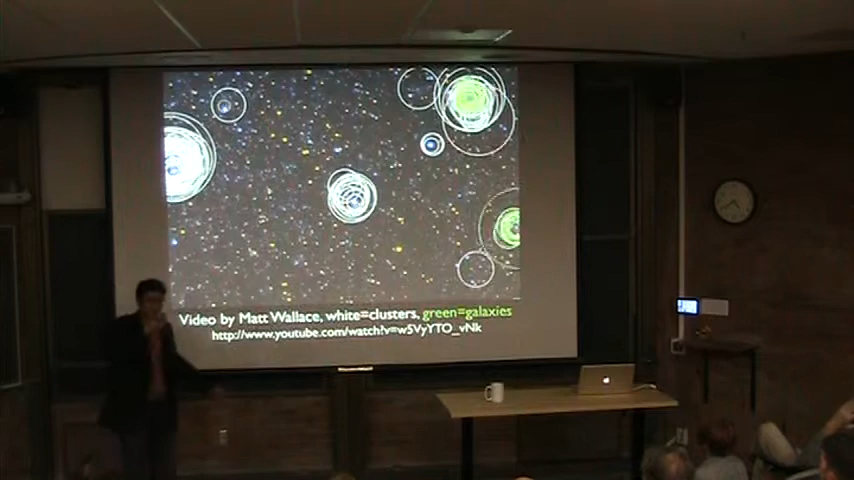 Video by Matt Wallace, white=clusters, green=galaxies
http://www.youtube.com/watch?v=w5VyYTO_vNk